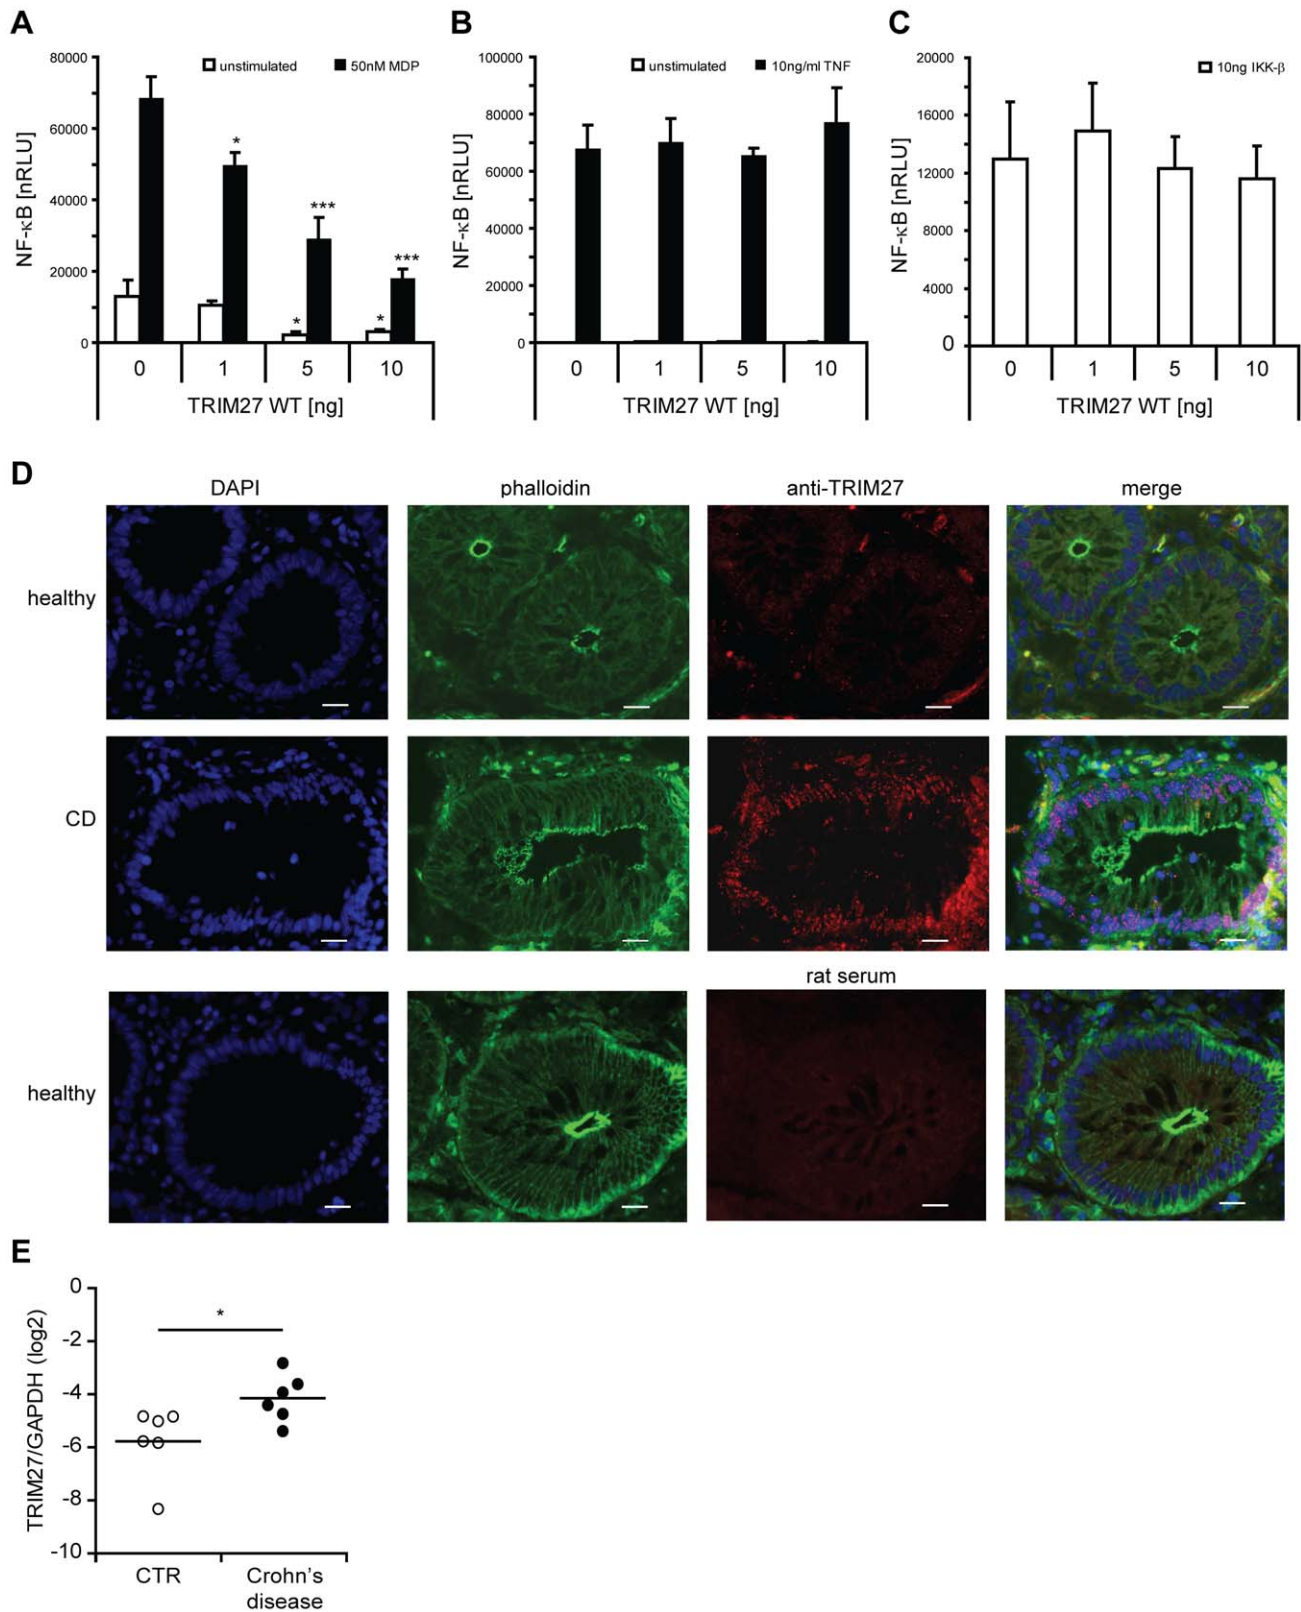 A
80000
60000
40000
20000
0
NF-κB [nRLU]
unstimulated
50nM MDP
*
***
***
*
*
0
1
5
10
TRIM27 WT [ng]
B
100000
80000
60000
40000
20000
0
NF-κB [nRLU]
unstimulated
10ng/ml TNF
0
1
5
10
TRIM27 WT [ng]
C
20000
16000
12000
8000
4000
0
NF-κB [nRLU]
10ng IKK-β
0
1
5
10
TRIM27 WT [ng]
D
DAPI
phalloidin
anti-TRIM27
merge
healthy
CD
rat serum
healthy
E
0
-2
-4
-6
-8
-10
TRIM27/GAPDH (log2)
*
CTR
Crohn's
disease